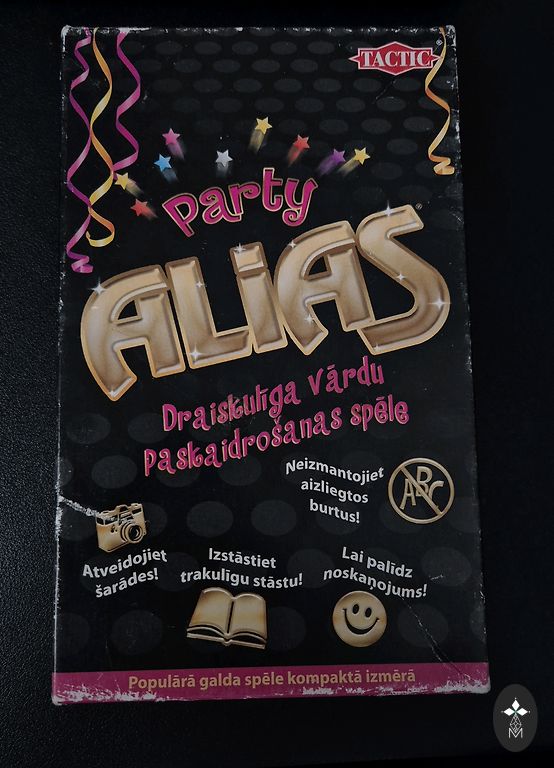 TACTIC®
Party
ALiAS®
Draiskulīga vārdu
paskaidrošanas spēle
Neizmantojiet
aizliegtos
burtus!
ABC
Atveidojiet
šarādes!
Izstāstiet
trakulīgu stāstu!
Lai palīdz
noskaņojums!
Populārā galda spēle kompaktā izmērā
M